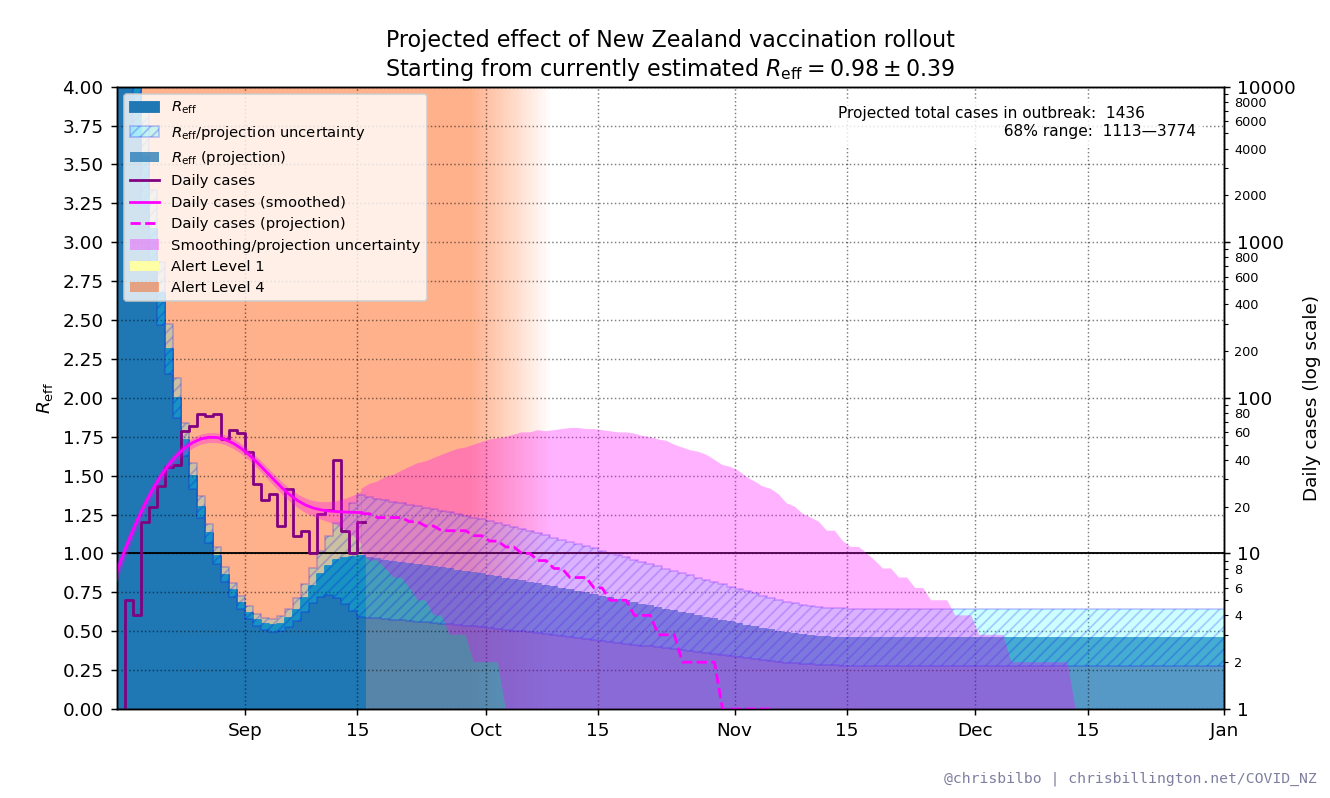 Projected effect of New Zealand vaccination rollout
Starting from currently estimated Reff = 0.98 ± 0.39
Projected total cases in outbreak: 1436
68% range: 1113—3774
Reff
Reff/projection uncertainty
Reff (projection)
Daily cases
Daily cases (smoothed)
Daily cases (projection)
Smoothing/projection uncertainty
Alert Level 1
Alert Level 4
4.00
3.75
3.50
3.25
3.00
2.75
2.50
2.25
2.00
1.75
1.50
1.25
1.00
0.75
0.50
0.25
0.00
Reff
10000
8000
6000
4000
2000
1000
800
600
400
200
100
80
60
40
20
10
8
6
4
2
1
Daily cases (log scale)
Sep 15 Oct 15 Nov 15 Dec 15 Jan
@chrisbilbo | chrisbillington.net/COVID_NZ